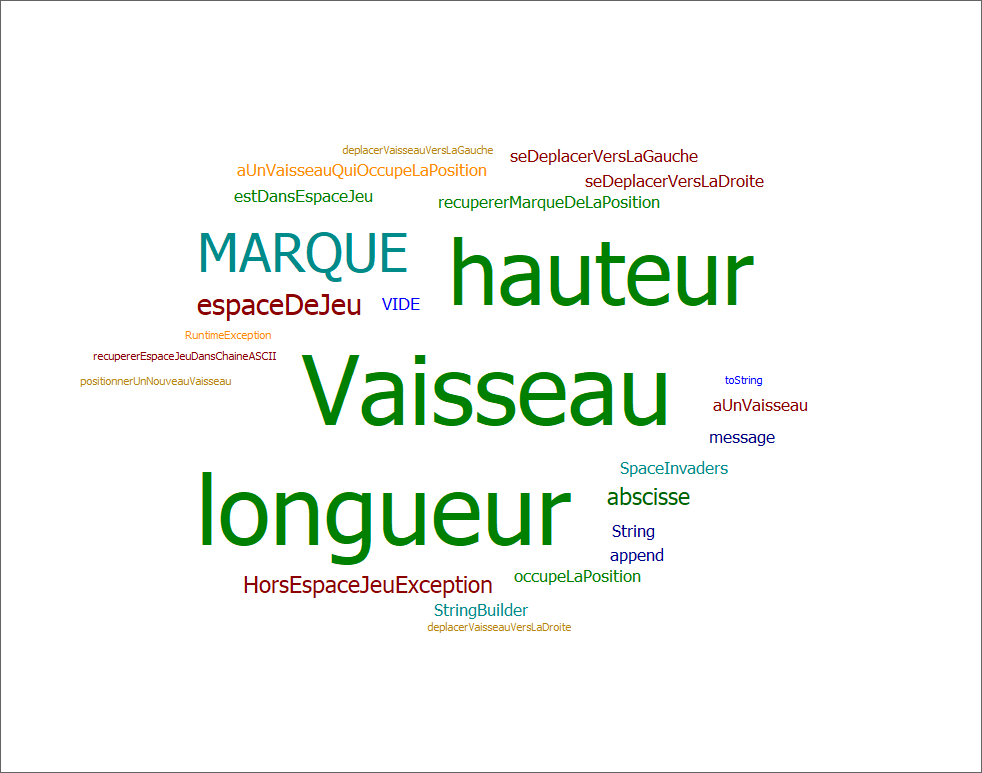 deplacerVaisseauVersLaGauche
seDeplacerVersLaGauche
aUnVaisseauQuiOccupeLaPosition
seDeplacerVersLaDroite
estDansEspaceJeu
recupererMarqueDeLaPosition
MARQUE
hauteur
espaceDeJeu
VIDE
RuntimeException
recupererEspaceJeuDansChaineASCII
positionnerUnNouveauVaisseau
Vaisseau
toString
aUnVaisseau
message
SpaceInvaders
abscisse
longueur
String
append
occupeLaPosition
HorsEspaceJeuException
StringBuilder
deplacerVaisseauVersLaDroite